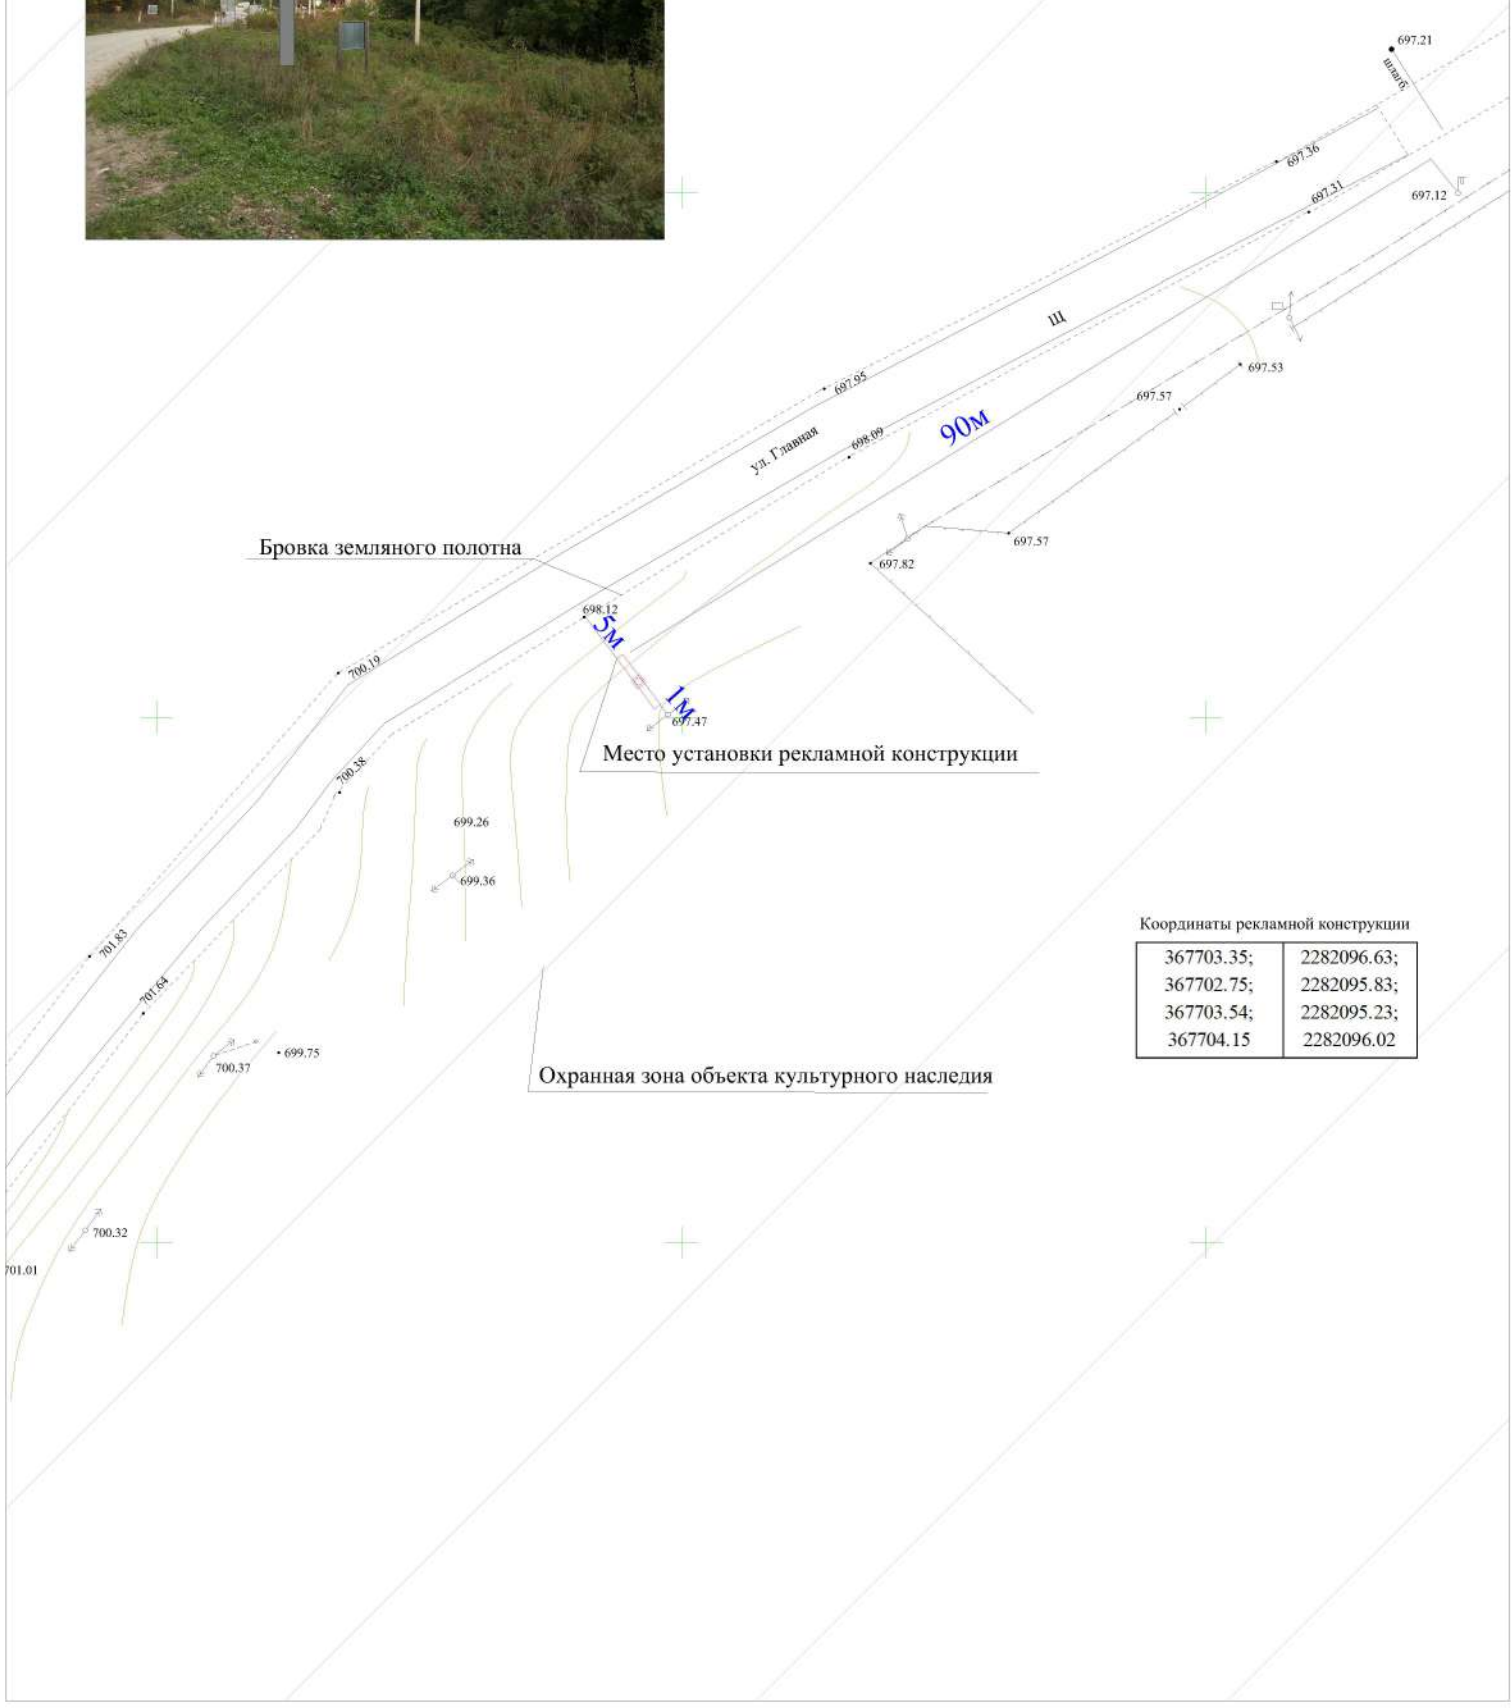 697.21
шлагб.
697.36
697.31
697.12
Щ
697.95
697.53
697.57
90м
698.09
ул. Главная
Бровка земляного полотна
697.57
697.82
698.12
5м
700.19
1м
697.47
Место установки рекламной конструкции
700.38
699.26
699.36
Координаты рекламной конструкции
367703.35; 2282096.63;
367702.75; 2282095.83;
367703.54; 2282095.23;
367704.15 2282096.02
701.83
701.64
699.75
700.37
Охранная зона объекта культурного наследия
700.32
701.01